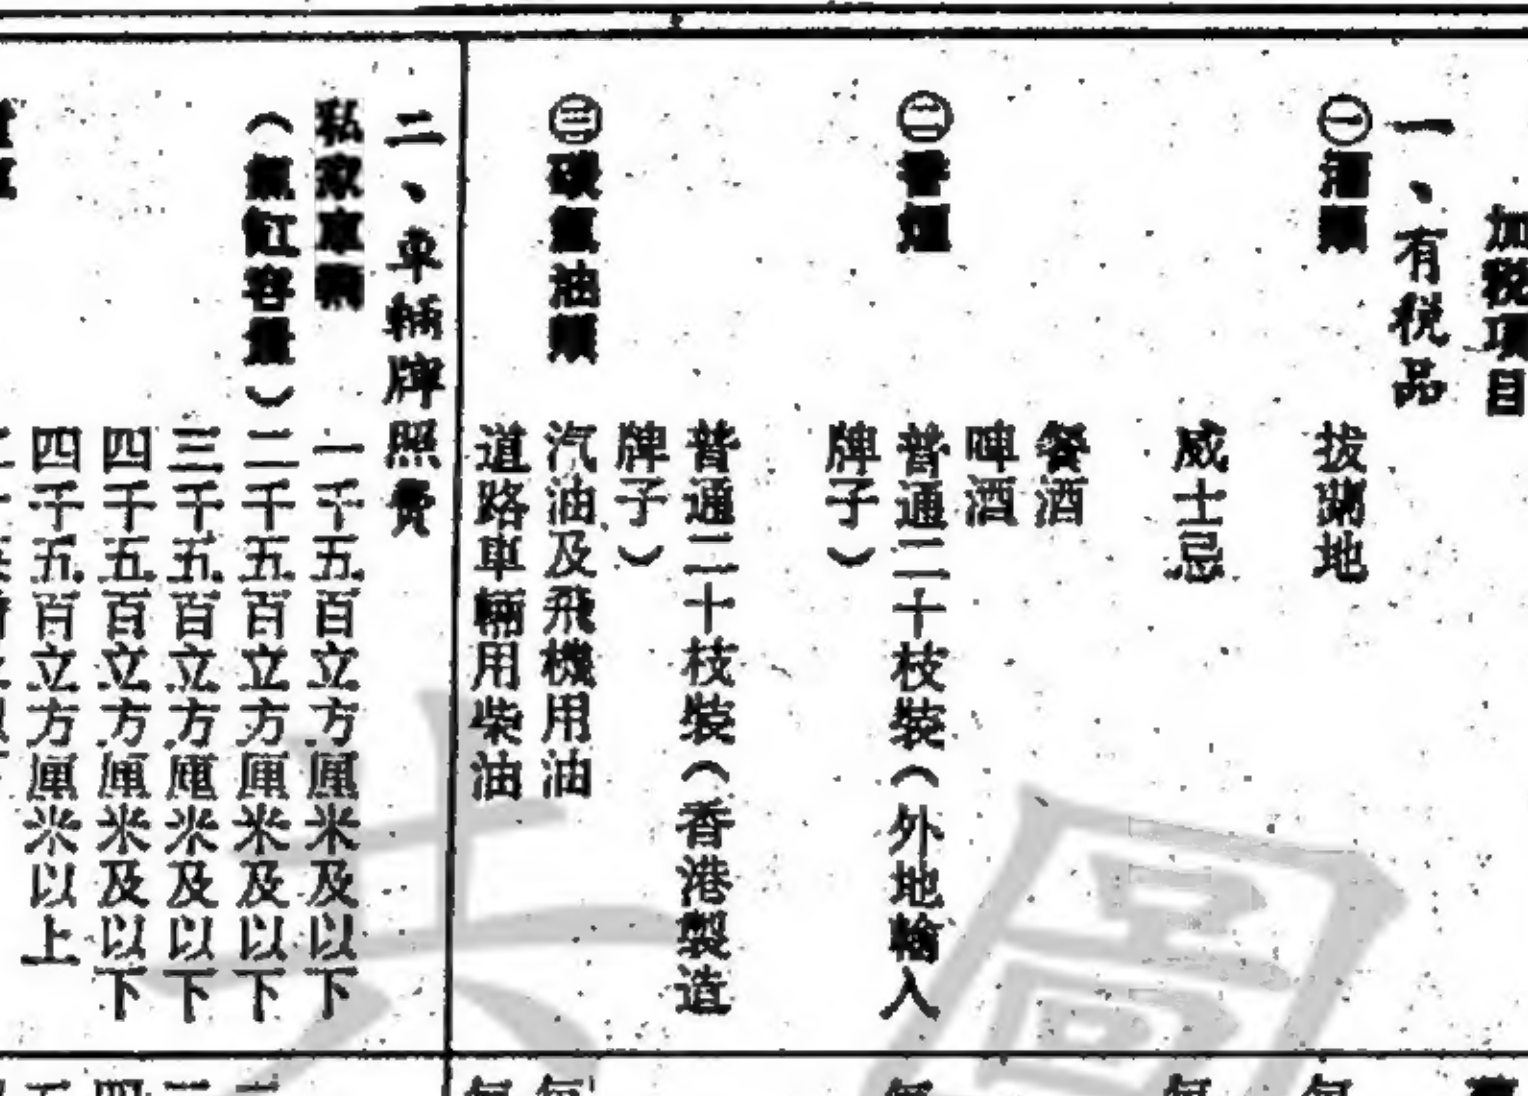 加稅項目
一、有稅品
㊀酒類
拔蘭地
威士忌
餐酒
啤酒
㊁香煙
普通二十枝裝（外地輸入
牌子）
普通二十枝裝（香港製造
牌子）
㊂碳氫油類
汽油及飛機用油
道路車輛用柴油
二、車輛牌照費
私家車輛
一千五百立方厘米及以下
（氣缸容量）
二千五百立方厘米及以下
三千五百立方厘米及以下
四千五百立方厘米及以下
四千五百立方厘米以上
圖